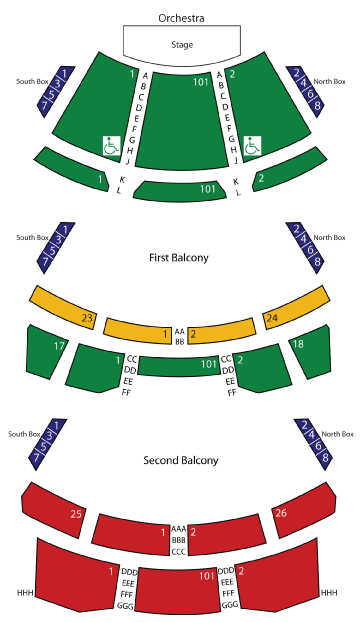 Orchestra
Stage
South Box 7 5 3 1
1 101 2
2 4 6 8 North Box
A A
B B
C C
D D
E E
F F
G G
H H
J J
K K
L L
1 101 2
First Balcony
South Box 7 5 3 1
2 4 6 8 North Box
23 1 AA 2 24
BB
17 1 CC 101 CC 2 18
DD DD
EE EE
FF FF
Second Balcony
South Box 7 5 3 1
2 4 6 8 North Box
25 1 AAA 2 26
BBB
CCC
1 DDD 101 DDD 2
EEE EEE
HHH FFF FFF HHH
GGG GGG